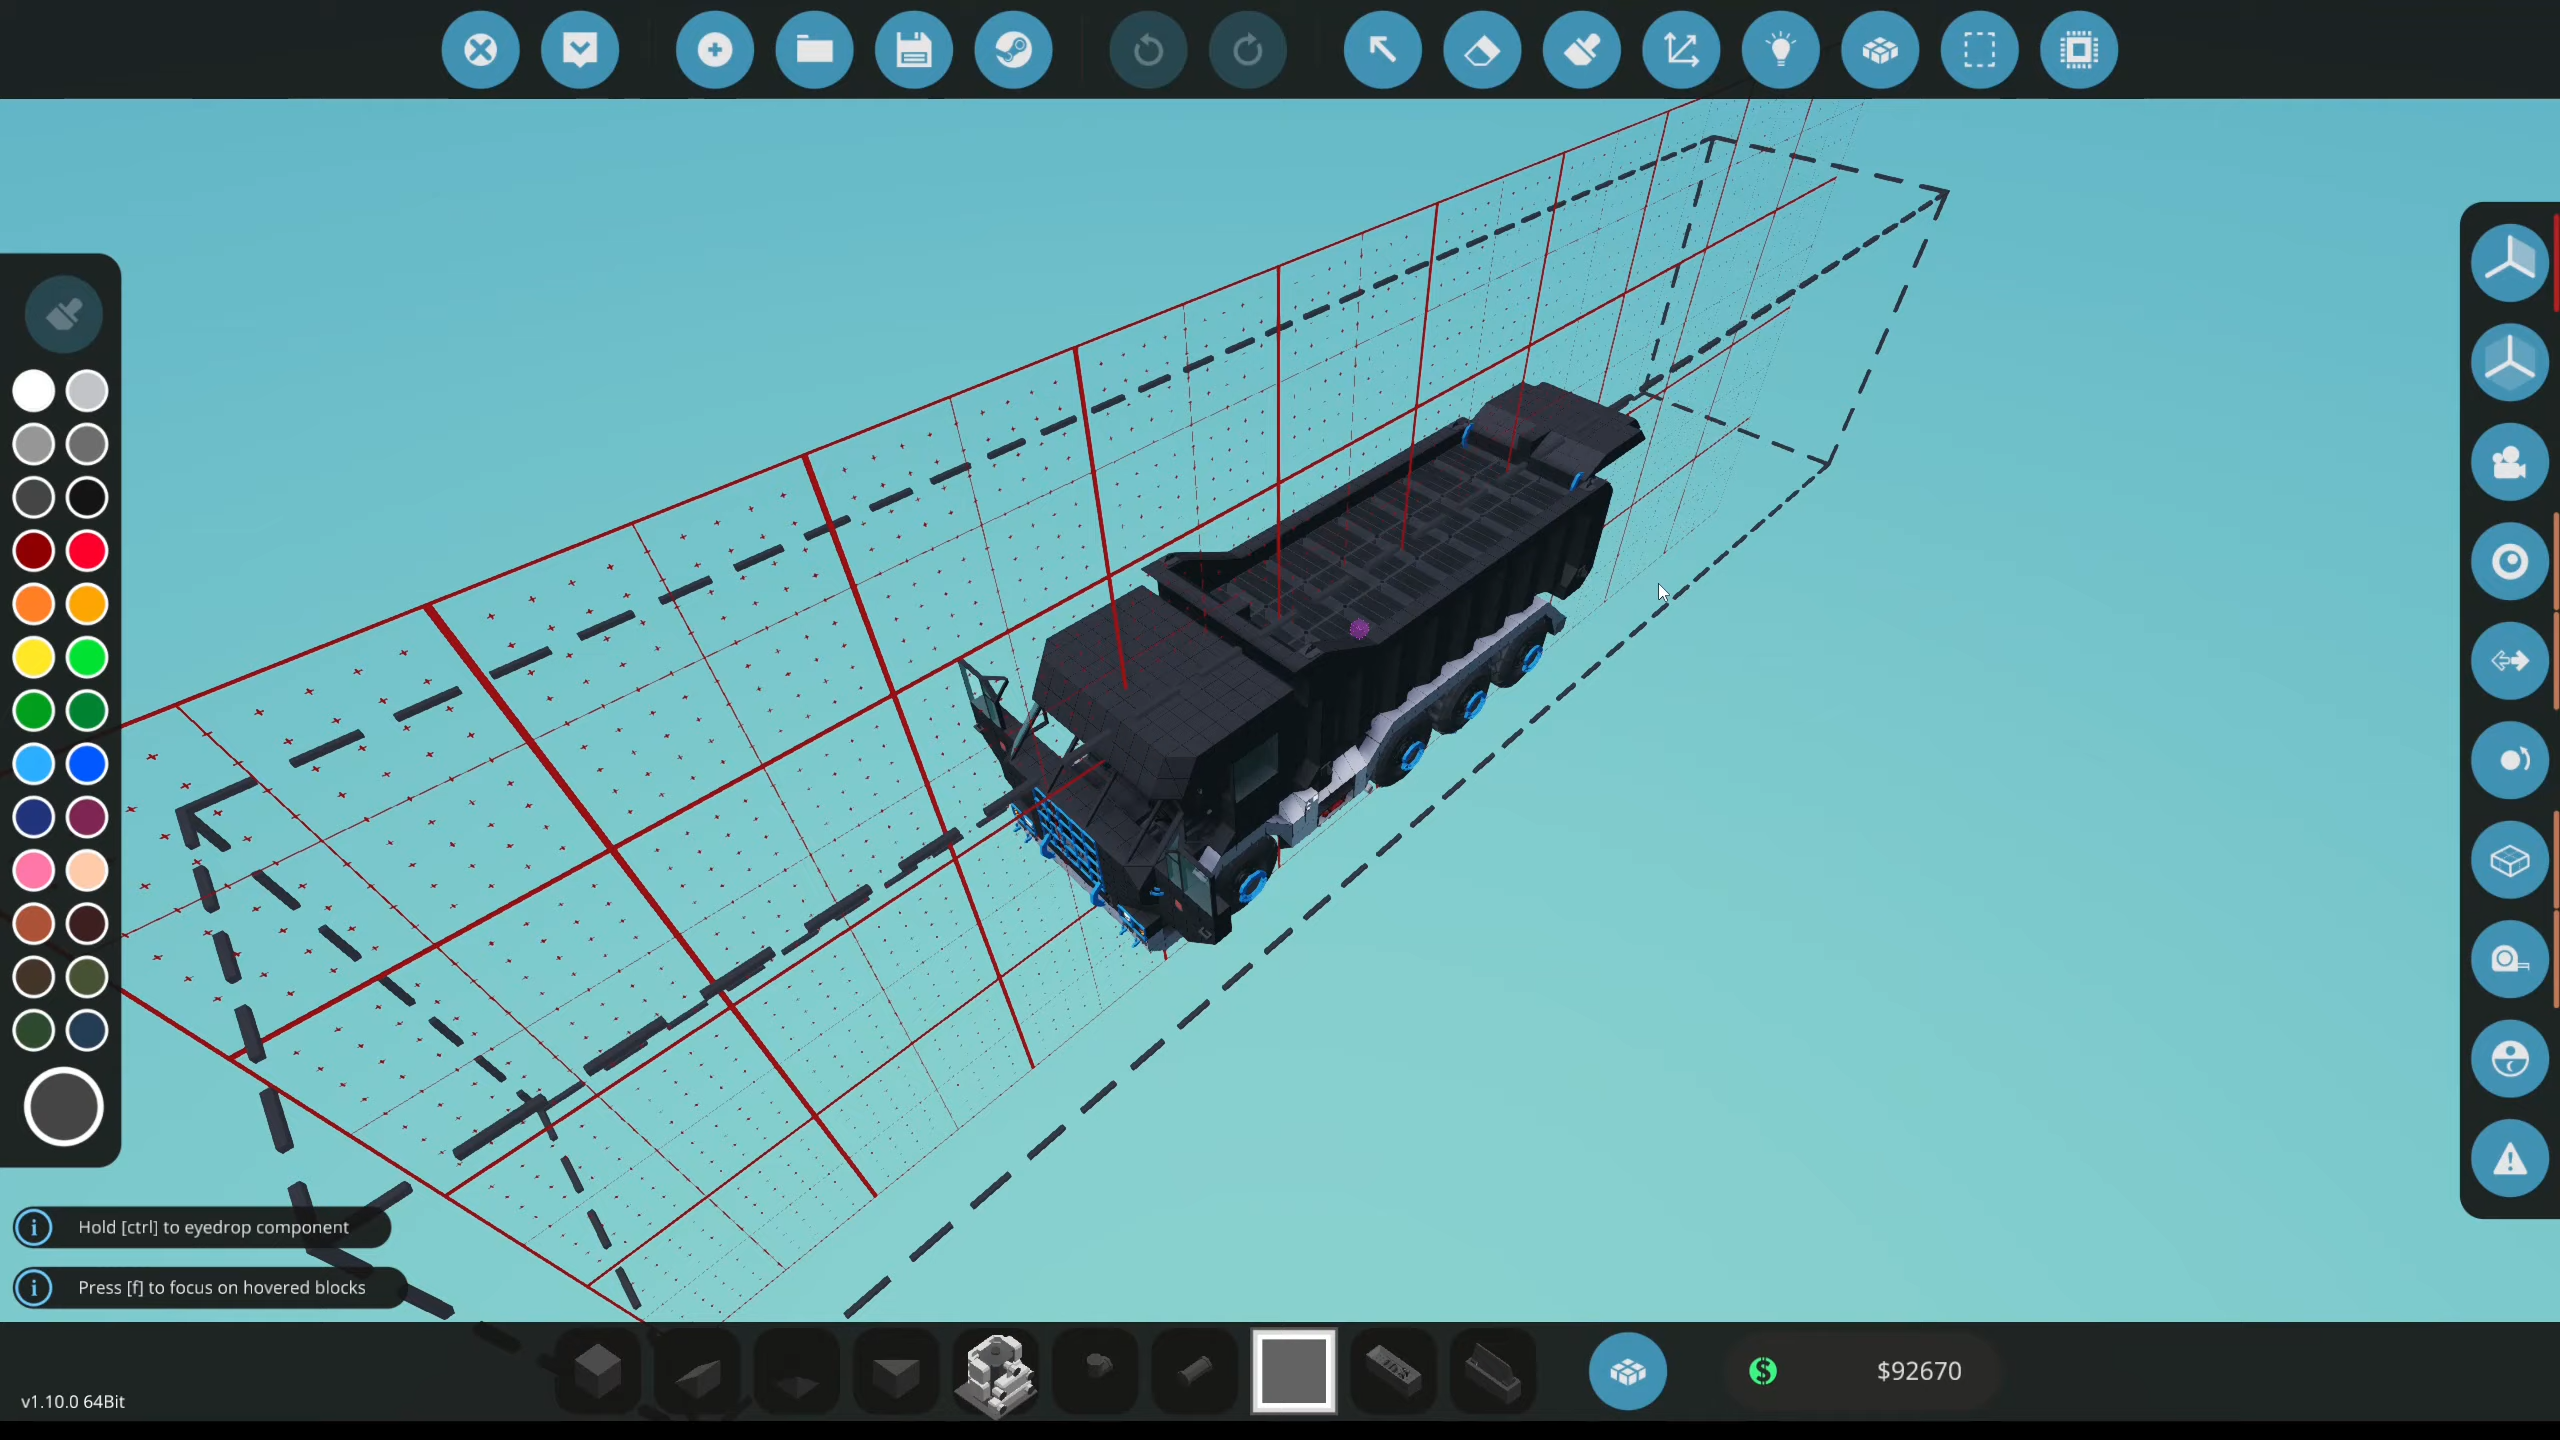 Hold [ctrl] to eyedrop component
Press [f] to focus on hovered blocks
$92670
v1.10.0 64Bit